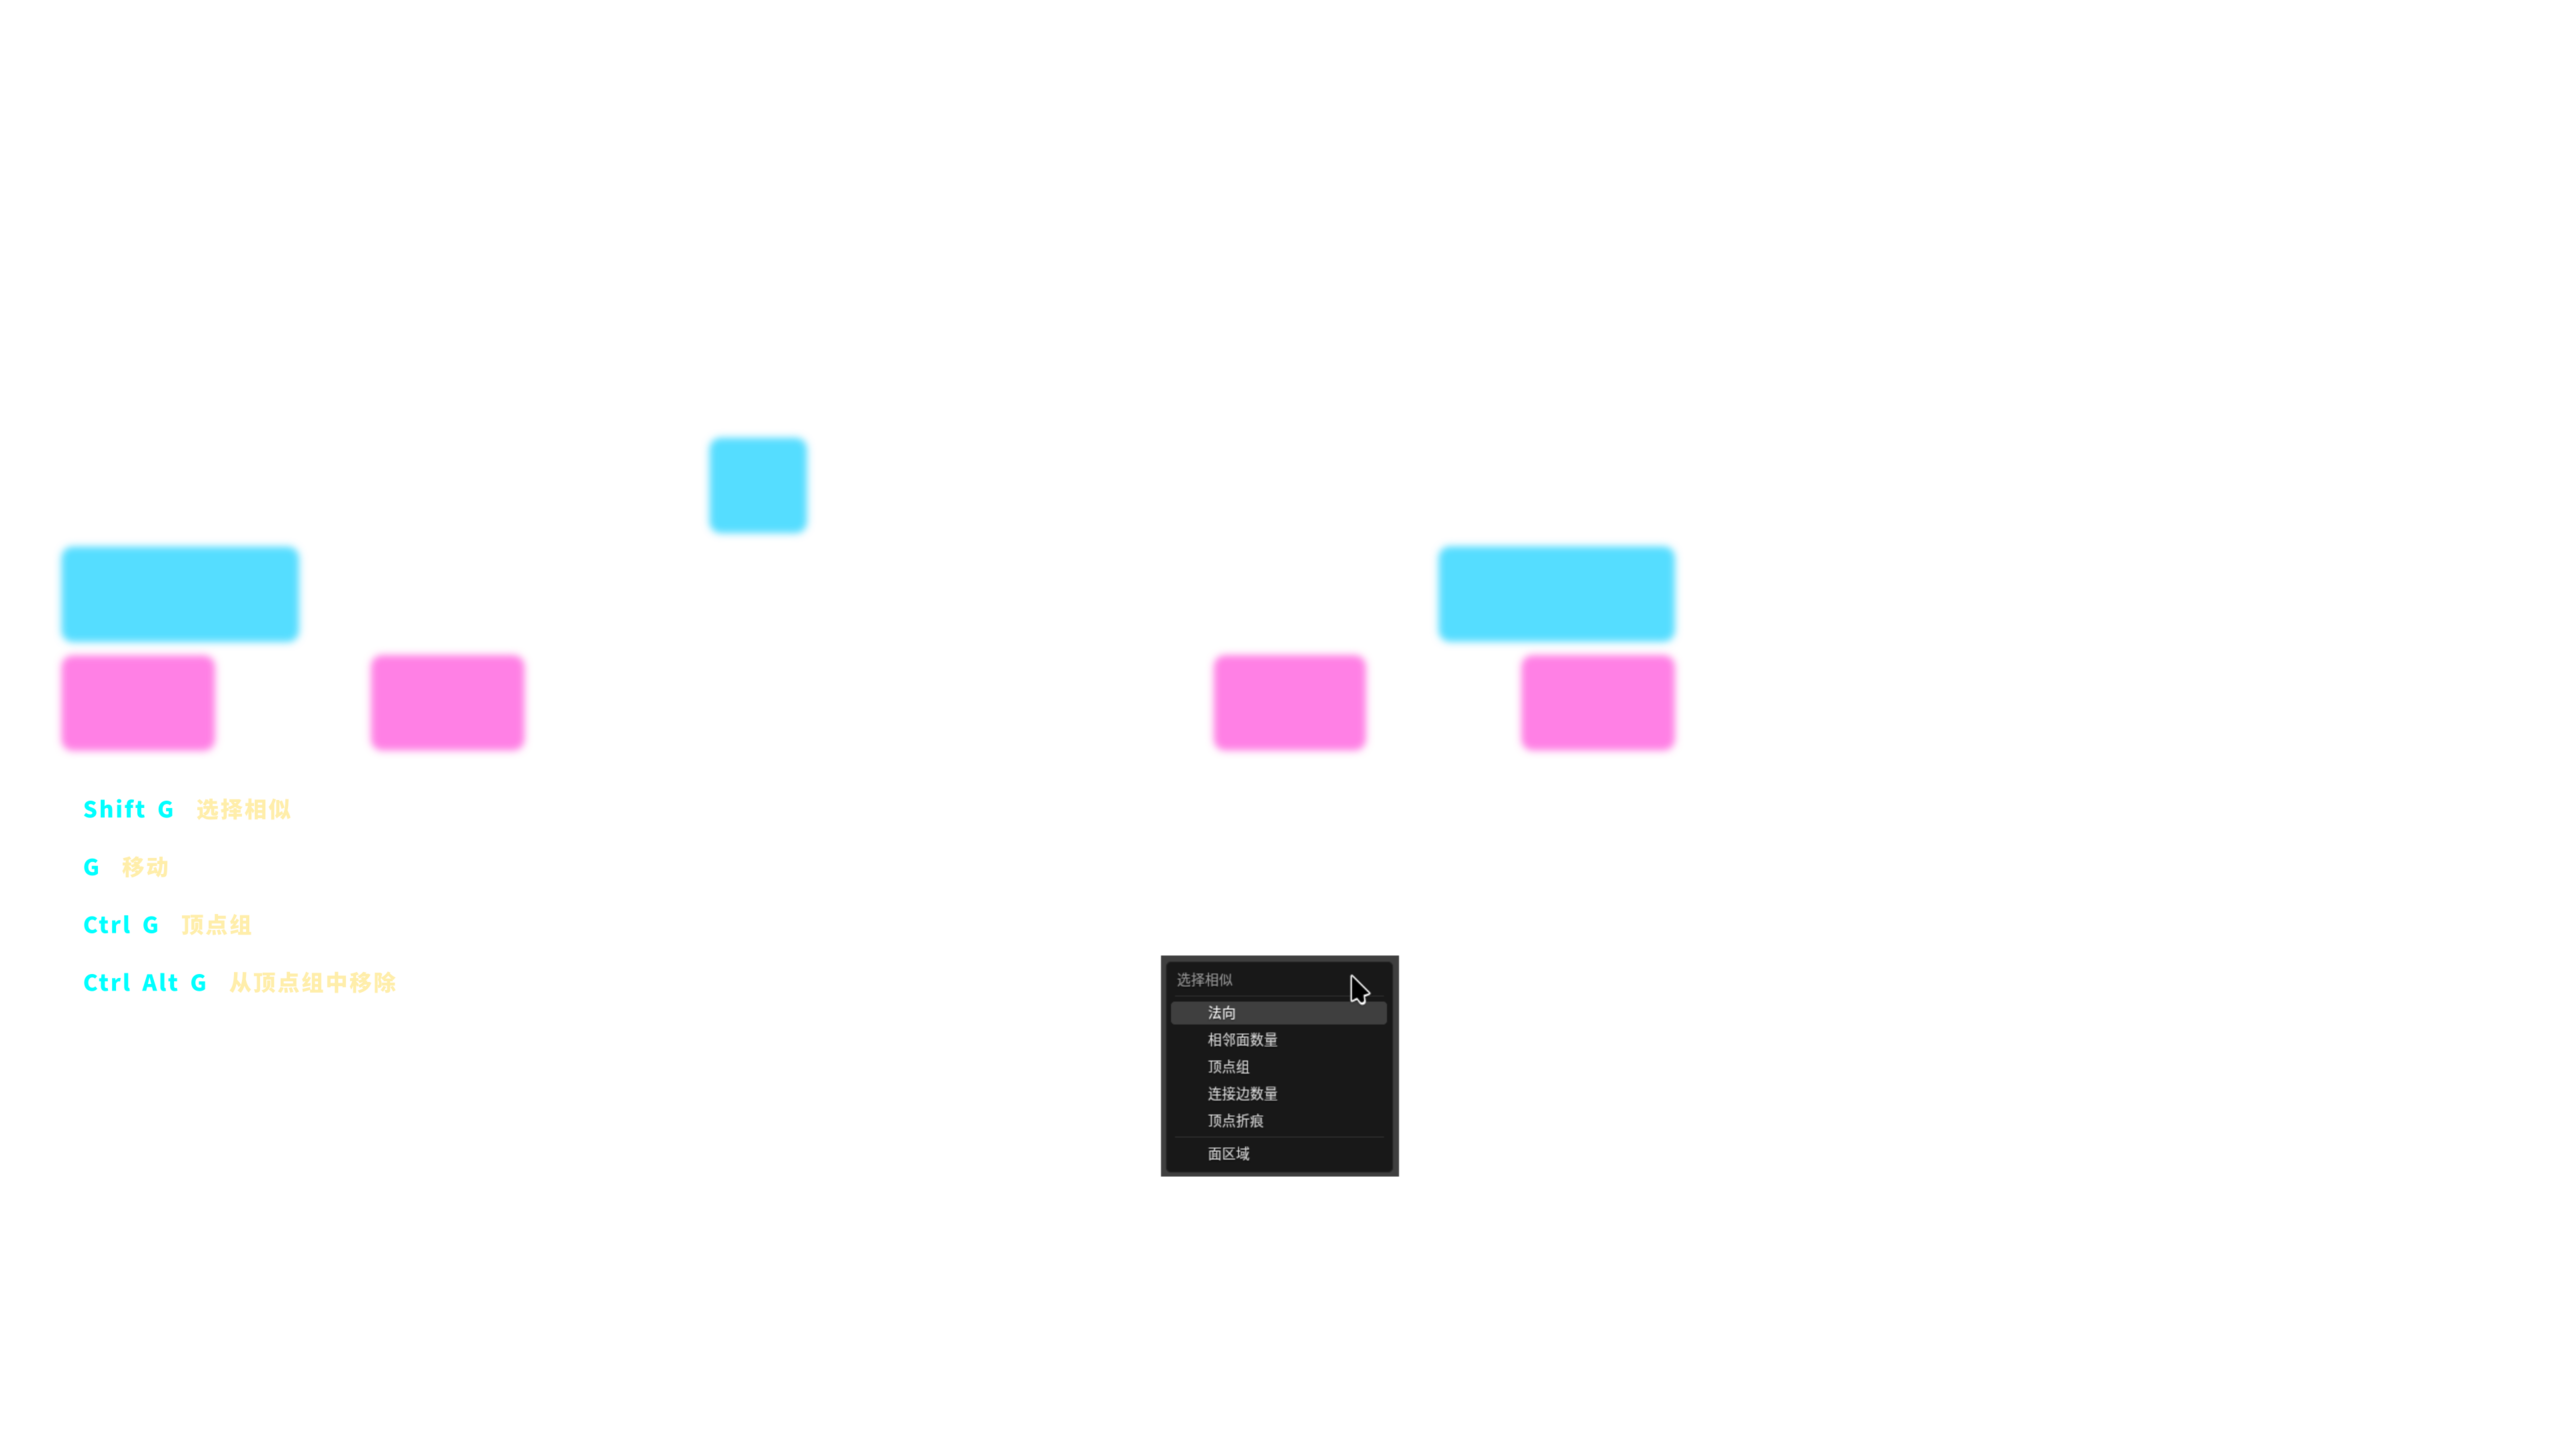 Shift G 选择相似
G 移动
Ctrl G 顶点组
Ctrl Alt G 从顶点组中移除
选择相似
法向
相邻面数量
顶点组
连接边数量
顶点折痕
面区域